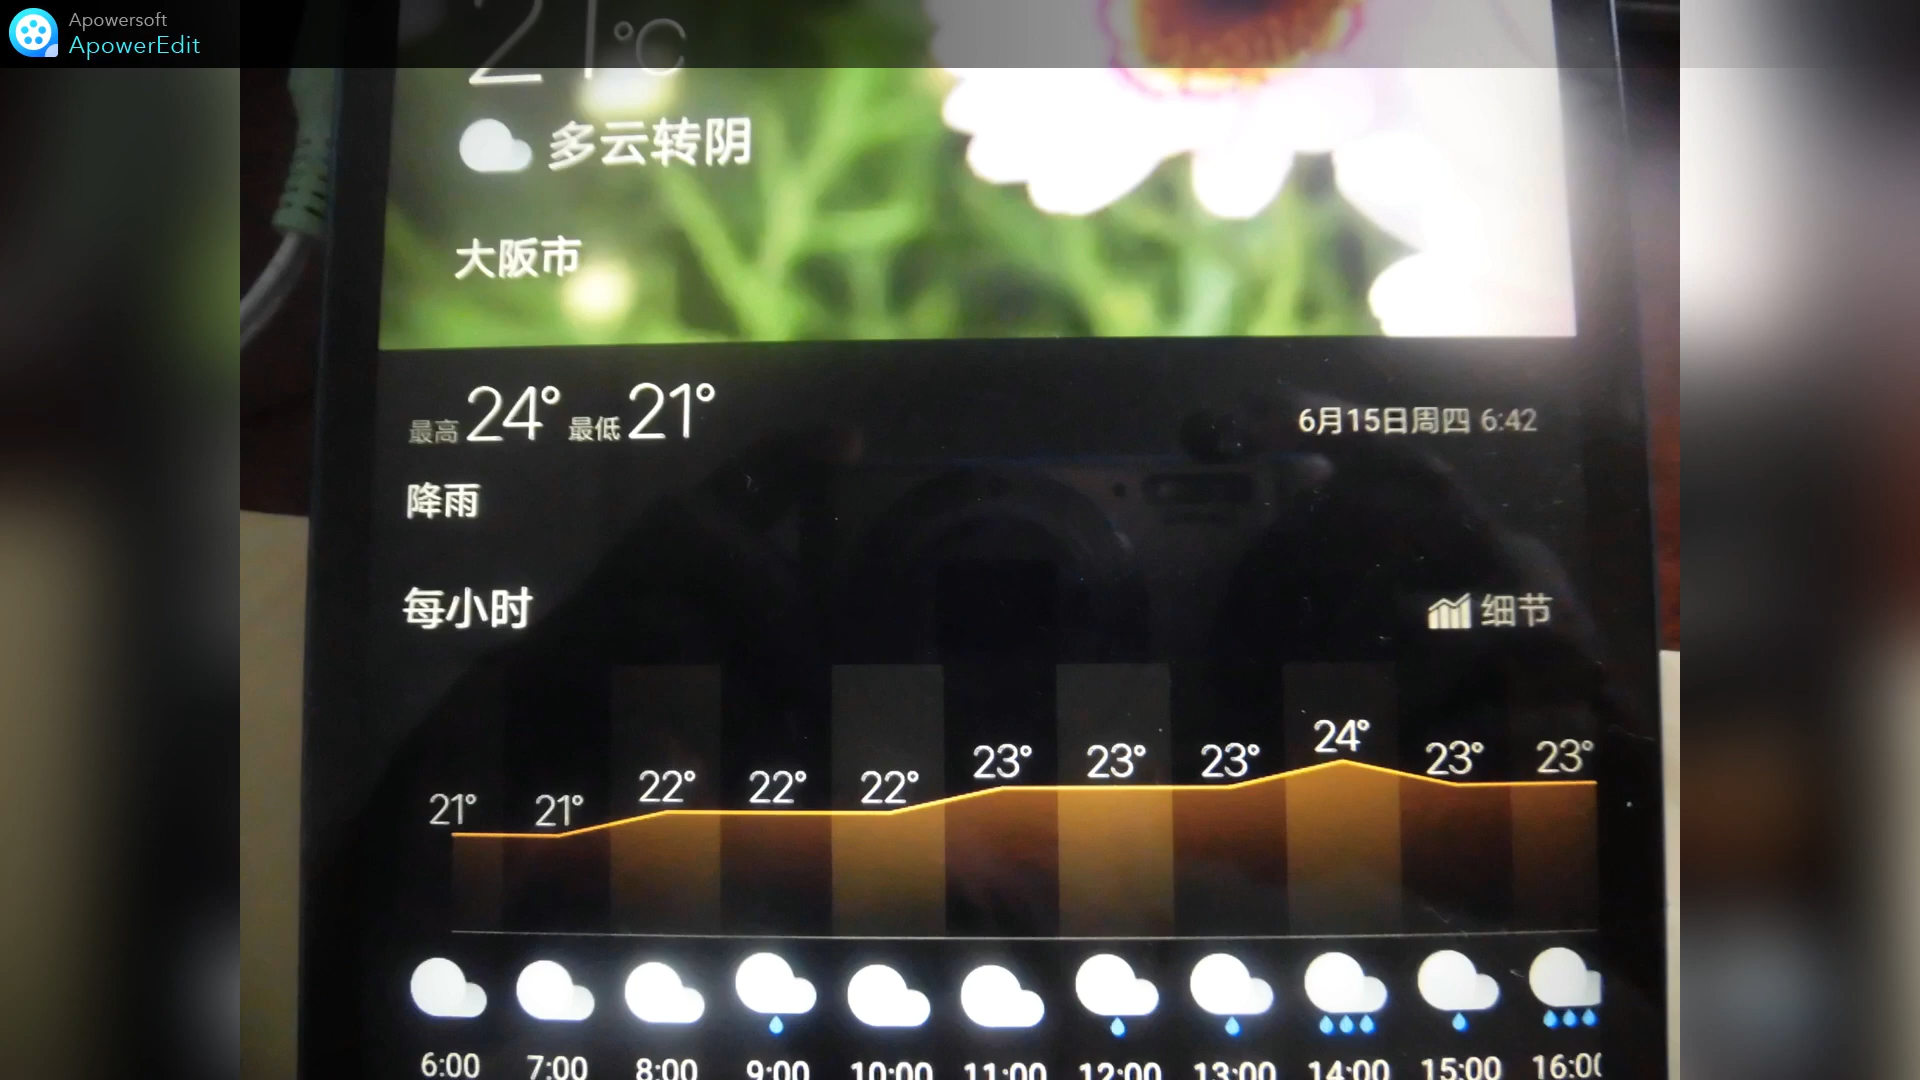 Apowersoft
ApowerEdit
21°C
多云转阴
大阪市
最高 24° 最低 21°
6月15日周四 6:42
降雨
每小时
细节
21° 21° 22° 22° 22° 23° 23° 23° 24° 23° 23°
6:00 7:00 8:00 9:00 10:00 11:00 12:00 13:00 14:00 15:00 16:00